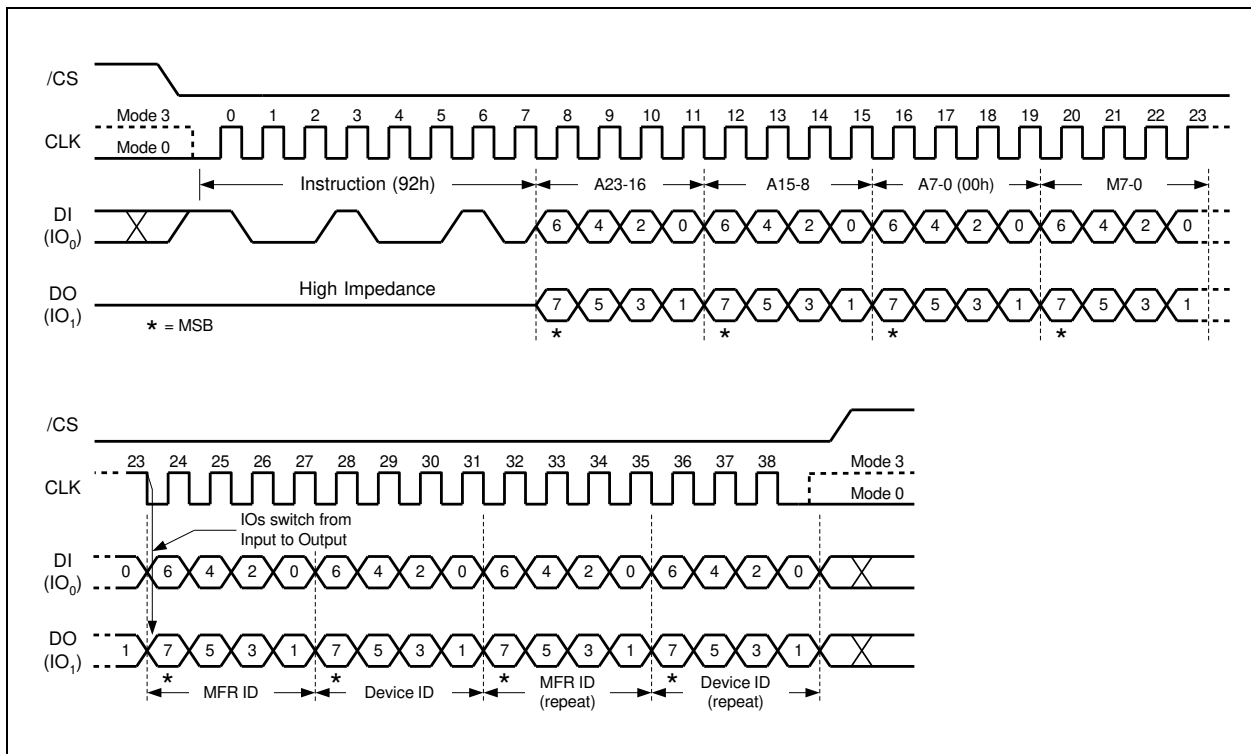 /CS
Mode 3 0 1 2 3 4 5 6 7 8 9 10 11 12 13 14 15 16 17 18 19 20 21 22 23
CLK
Mode 0
Instruction (92h) A23-16 A15-8 A7-0 (00h) M7-0
DI
(IO0)
6 4 2 0 6 4 2 0 6 4 2 0 6 4 2 0
High Impedance
DO
(IO1)
7 5 3 1 7 5 3 1 7 5 3 1 7 5 3 1
* = MSB
* * * *
/CS
23 24 25 26 27 28 29 30 31 32 33 34 35 36 37 38 Mode 3
CLK
Mode 0
IOs switch from
Input to Output
DI
(IO0)
0 6 4 2 0 6 4 2 0 6 4 2 0 6 4 2 0
DO
(IO1)
1 7 5 3 1 7 5 3 1 7 5 3 1 7 5 3 1
* * * *
MFR ID Device ID MFR ID
(repeat)
Device ID
(repeat)